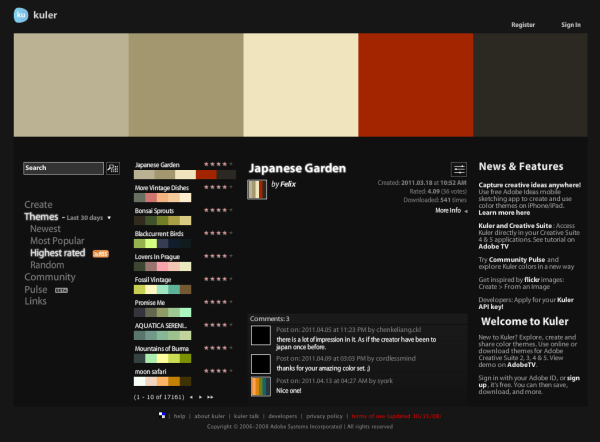 ku kuler
Register Sign In
Search
Create
Themes - Last 30 days
Newest
Most Popular
Highest rated
Random
Community
Pulse BETA
Links
Japanese Garden
More Vintage Dishes
Bonsai Sprouts
Blackcurrent Birds
Lovers In Prague
Fossil Vintage
Promise Me
AQUATICA SERENI..
Mountains of Burma
moon safari
(1 - 10 of 17161)
Japanese Garden
by Felix
Created: 2011.03.18 at 10:52 AM
Rated: 4.09 (36 votes)
Downloaded: 541 times
More Info
Comments: 3
Post on: 2011.04.05 at 11:23 PM by chenkeliang.ckl
there is a lot of impression in it. As if the creator have been to
japan once before.
Post on: 2011.04.09 at 03:03 PM by cordlessmind
thanks for your amazing color set. ;)
Post on: 2011.04.13 at 04:27 AM by syork
Nice one!
News & Features
Capture creative ideas anywhere!
Use free Adobe Ideas mobile
sketching app to create and use
color themes on iPhone/iPad.
Learn more here
Kuler and Creative Suite : Access
Kuler directly in your Creative Suite
4 & 5 applications. See tutorial on
Adobe TV
Try Community Pulse and
explore Kuler colors in a new way
Get inspired by flickr images:
Create > From an Image
Developers: Apply for your Kuler
API key!
Welcome to Kuler
New to Kuler? Explore, create and
share color themes. Use online or
download themes for Adobe
Creative Suite 2, 3, 4 & 5. View
demo on AdobeTV.
Sign in with your Adobe ID, or sign
up, it's free. You can then save,
download, and more.
| help | about kuler | kuler talk | developers | privacy policy | terms of use (updated 10/15/08)
Copyright © 2006-2008 Adobe Systems Incorporated | All rights reserved